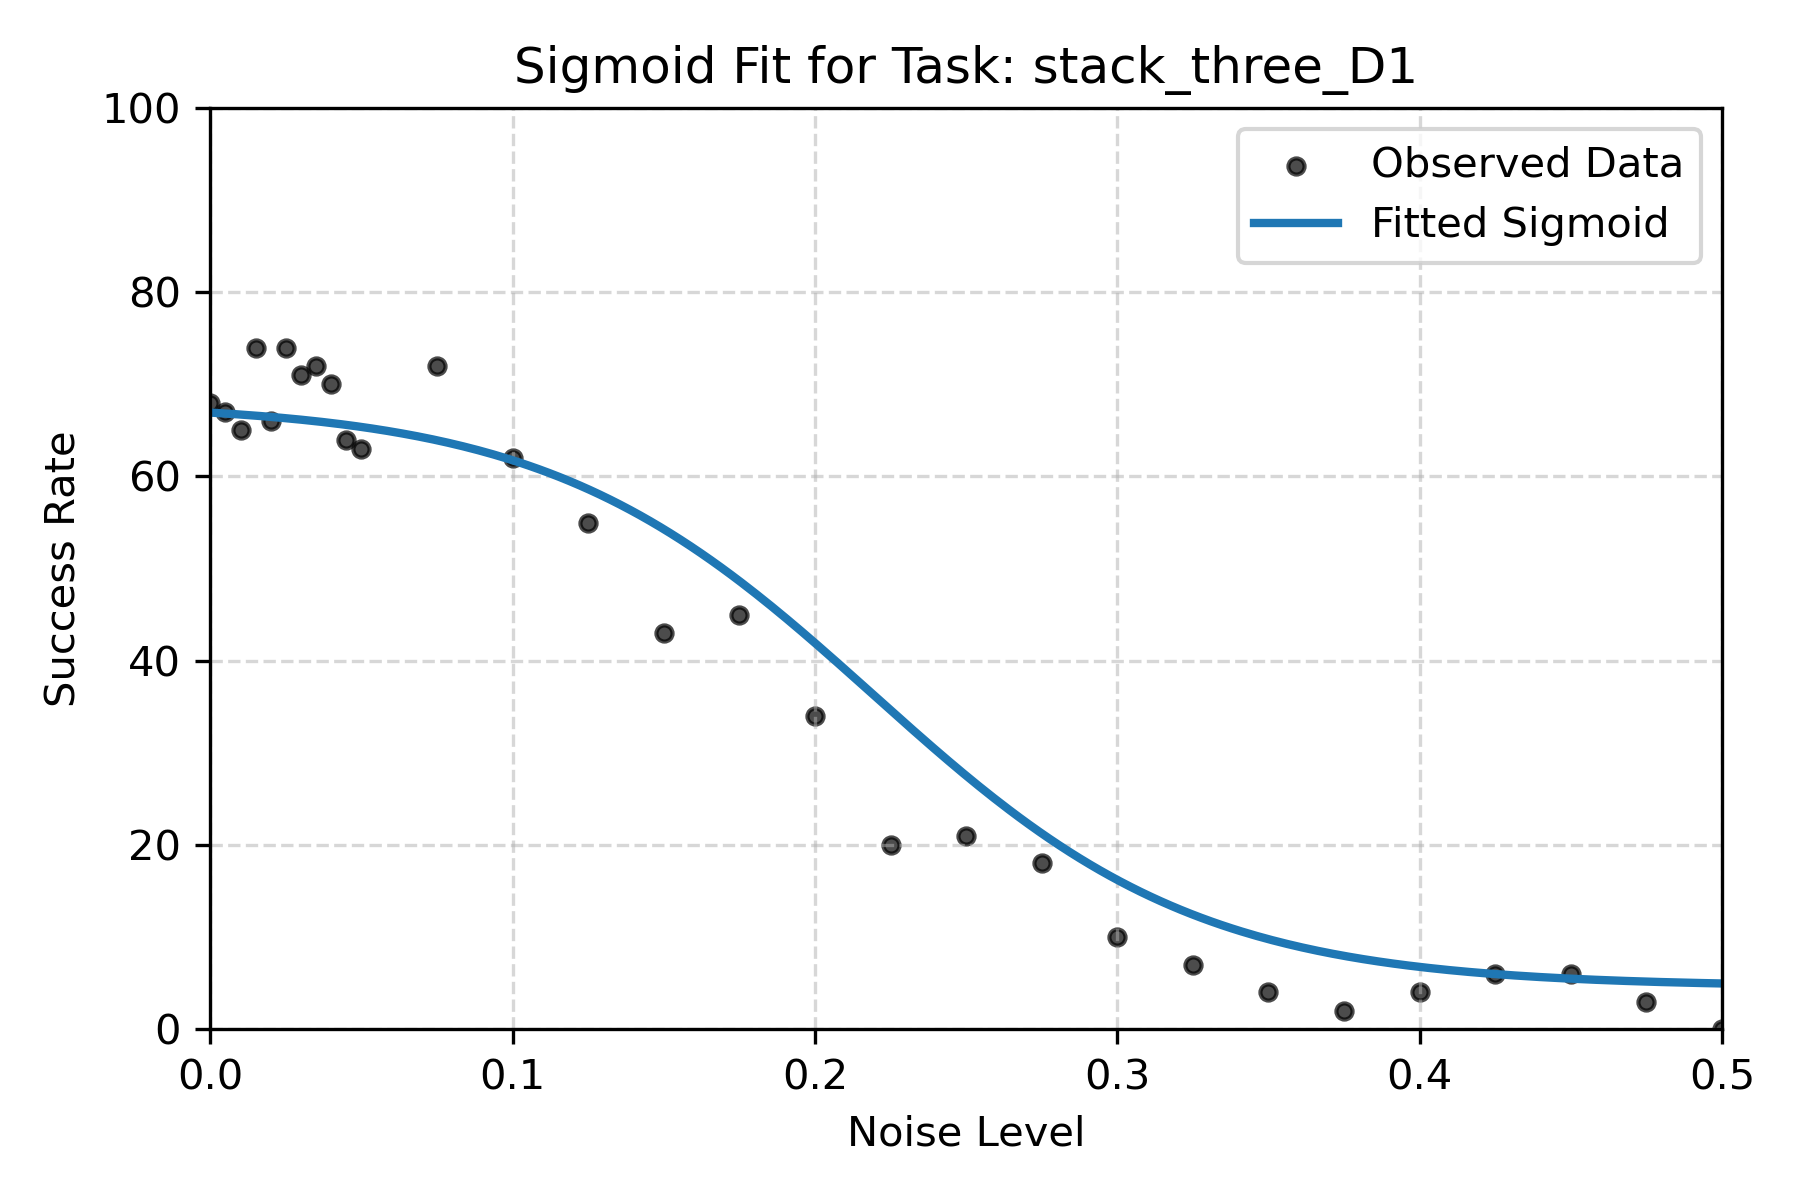 Sigmoid Fit for Task: stack_three_D1
100
80
60
40
20
0
Success Rate
Observed Data
Fitted Sigmoid
0.0 0.1 0.2 0.3 0.4 0.5
Noise Level